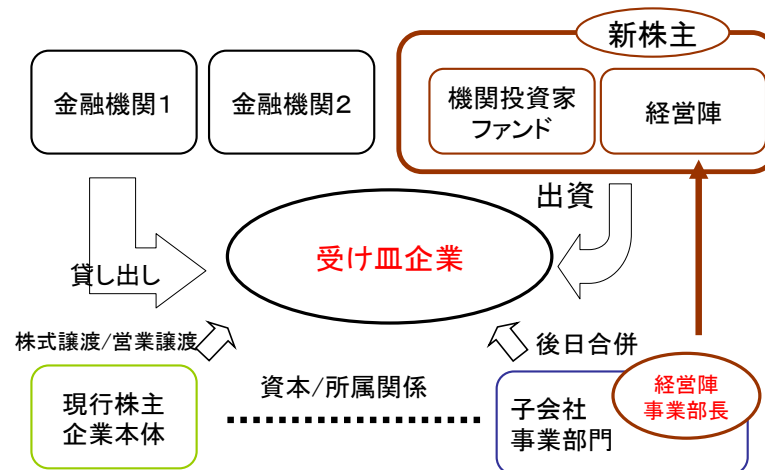 新株主
金融機関1
金融機関2
機関投資家
ファンド
経営陣
出資
受け皿企業
貸し出し
株式譲渡/営業譲渡
後日合併
資本/所属関係
現行株主
企業本体
子会社
事業部門
経営陣
事業部長